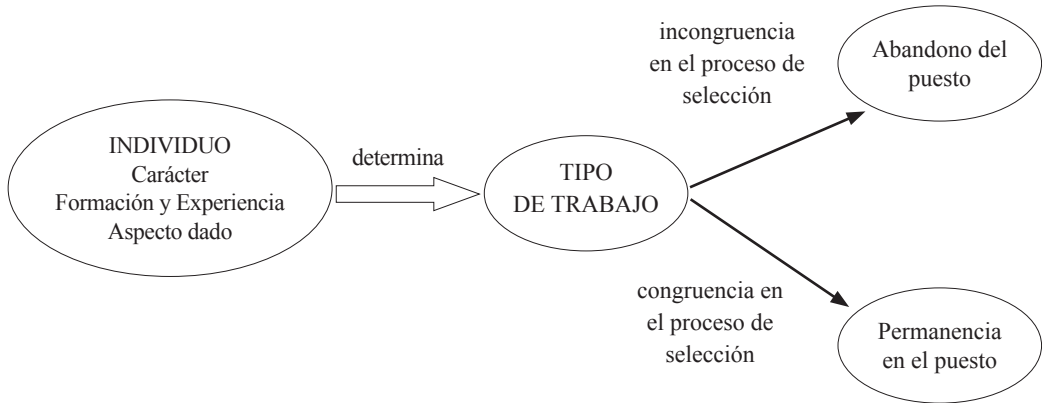 INDIVIDUO
Carácter
Formación y Experiencia
Aspecto dado
determina
TIPO
DE TRABAJO
incongruencia
en el proceso de
selección
Abandono del
puesto
congruencia en
el proceso de
selección
Permanencia
en el puesto